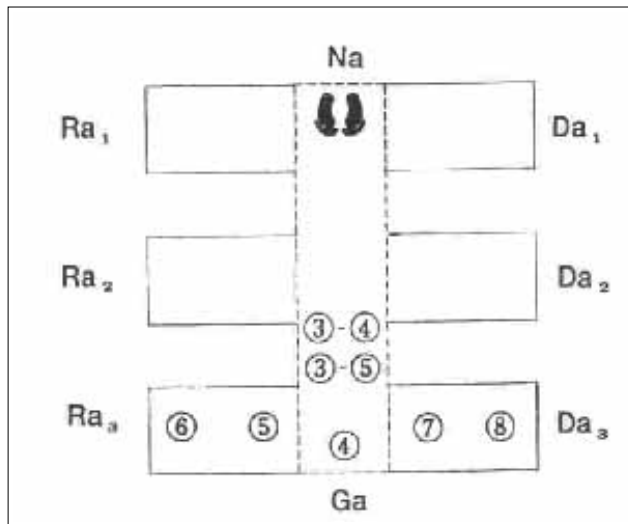 Na
Ra₁ Da₁
Ra₂ Da₂
③-④
③-⑤
Ra₃ ⑥ ⑤ ④ ⑦ ⑧ Da₃
Ga